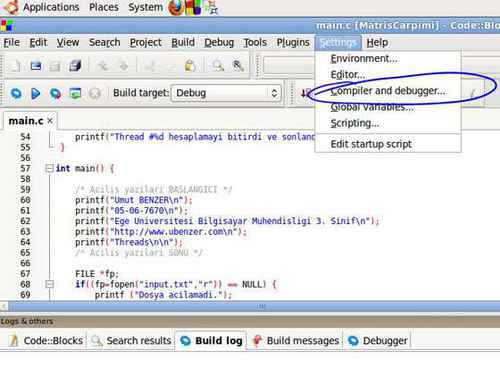 Applications Places System
main.c [MatrisCarpimi] - Code::Blo
File Edit View Search Project Build Debug Tools Plugins Settings Help
Environment...
Editor...
Compiler and debugger...
Global variables...
Scripting...
Edit startup script
Build target: Debug
main.c
54 printf("Thread #%d hesaplamayi bitirdi ve sonlan
55 }
56
57 int main() {
58
59 /* Acilis yazilari BASLANGICI */
60 printf("Umut BENZER\n");
61 printf("05-06-7670\n");
62 printf("Ege Universitesi Bilgisayar Muhendisligi 3. Sinif\n");
63 printf("http://www.ubenzer.com\n");
64 printf("Threads\n\n");
65 /* Acilis yazilari SONU */
66
67 FILE *fp;
68 if((fp=fopen("input.txt","r")) == NULL) {
69 printf ("Dosya acilamadi.");
Logs & others
Code::Blocks Search results Build log Build messages Debugger